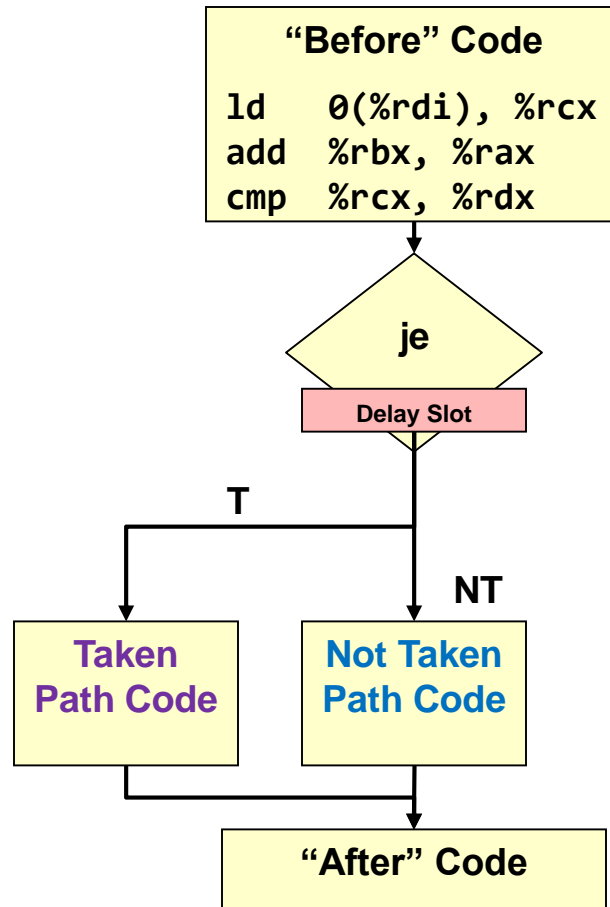 “Before” Code
ld 0(%rdi), %rcx
add %rbx, %rax
cmp %rcx, %rdx
je
Delay Slot
T
NT
Taken
Path Code
Not Taken
Path Code
“After” Code